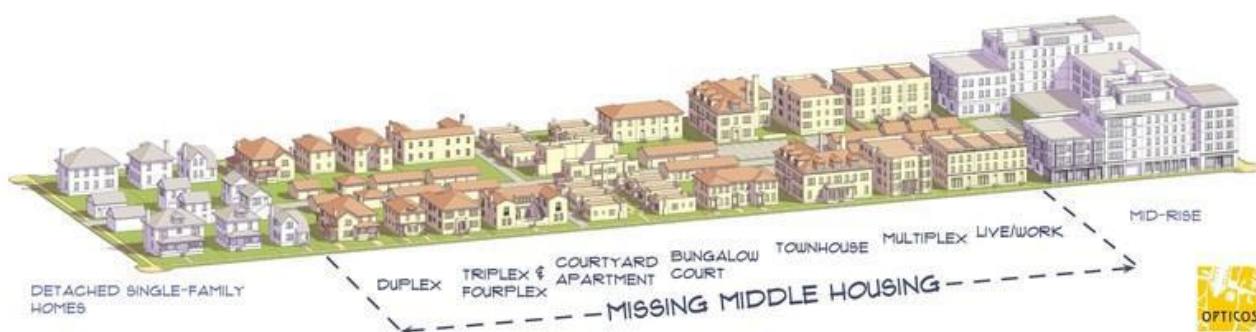 DETACHED SINGLE-FAMILY
HOMES
DUPLEX
TRIPLEX &
FOURPLEX
COURTYARD
APARTMENT
BUNGALOW
COURT
TOWNHOUSE
MULTIPLEX
LIVE/WORK
MID-RISE
MISSING MIDDLE HOUSING
OPTICOS